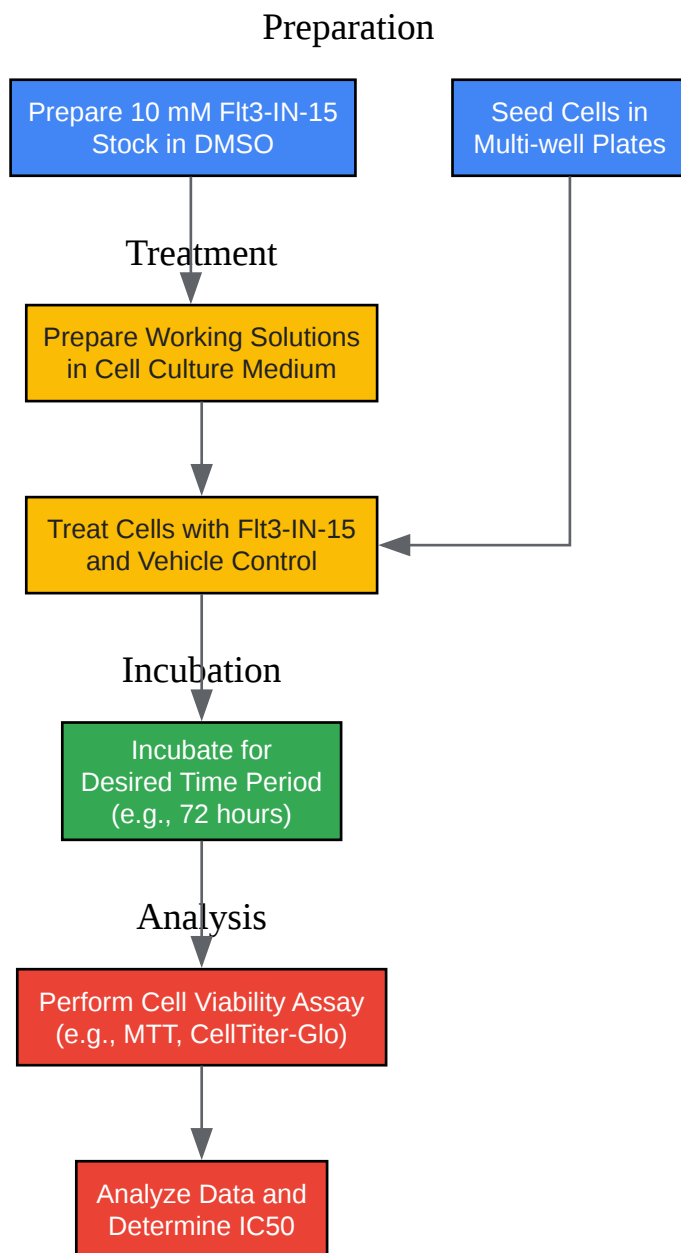 Preparation
Prepare 10 mM Flt3-IN-15
Stock in DMSO
Seed Cells in
Multi-well Plates
Treatment
Prepare Working Solutions
in Cell Culture Medium
Treat Cells with Flt3-IN-15
and Vehicle Control
Incubation
Incubate for
Desired Time Period
(e.g., 72 hours)
Analysis
Perform Cell Viability Assay
(e.g., MTT, CellTiter-Glo)
Analyze Data and
Determine IC50